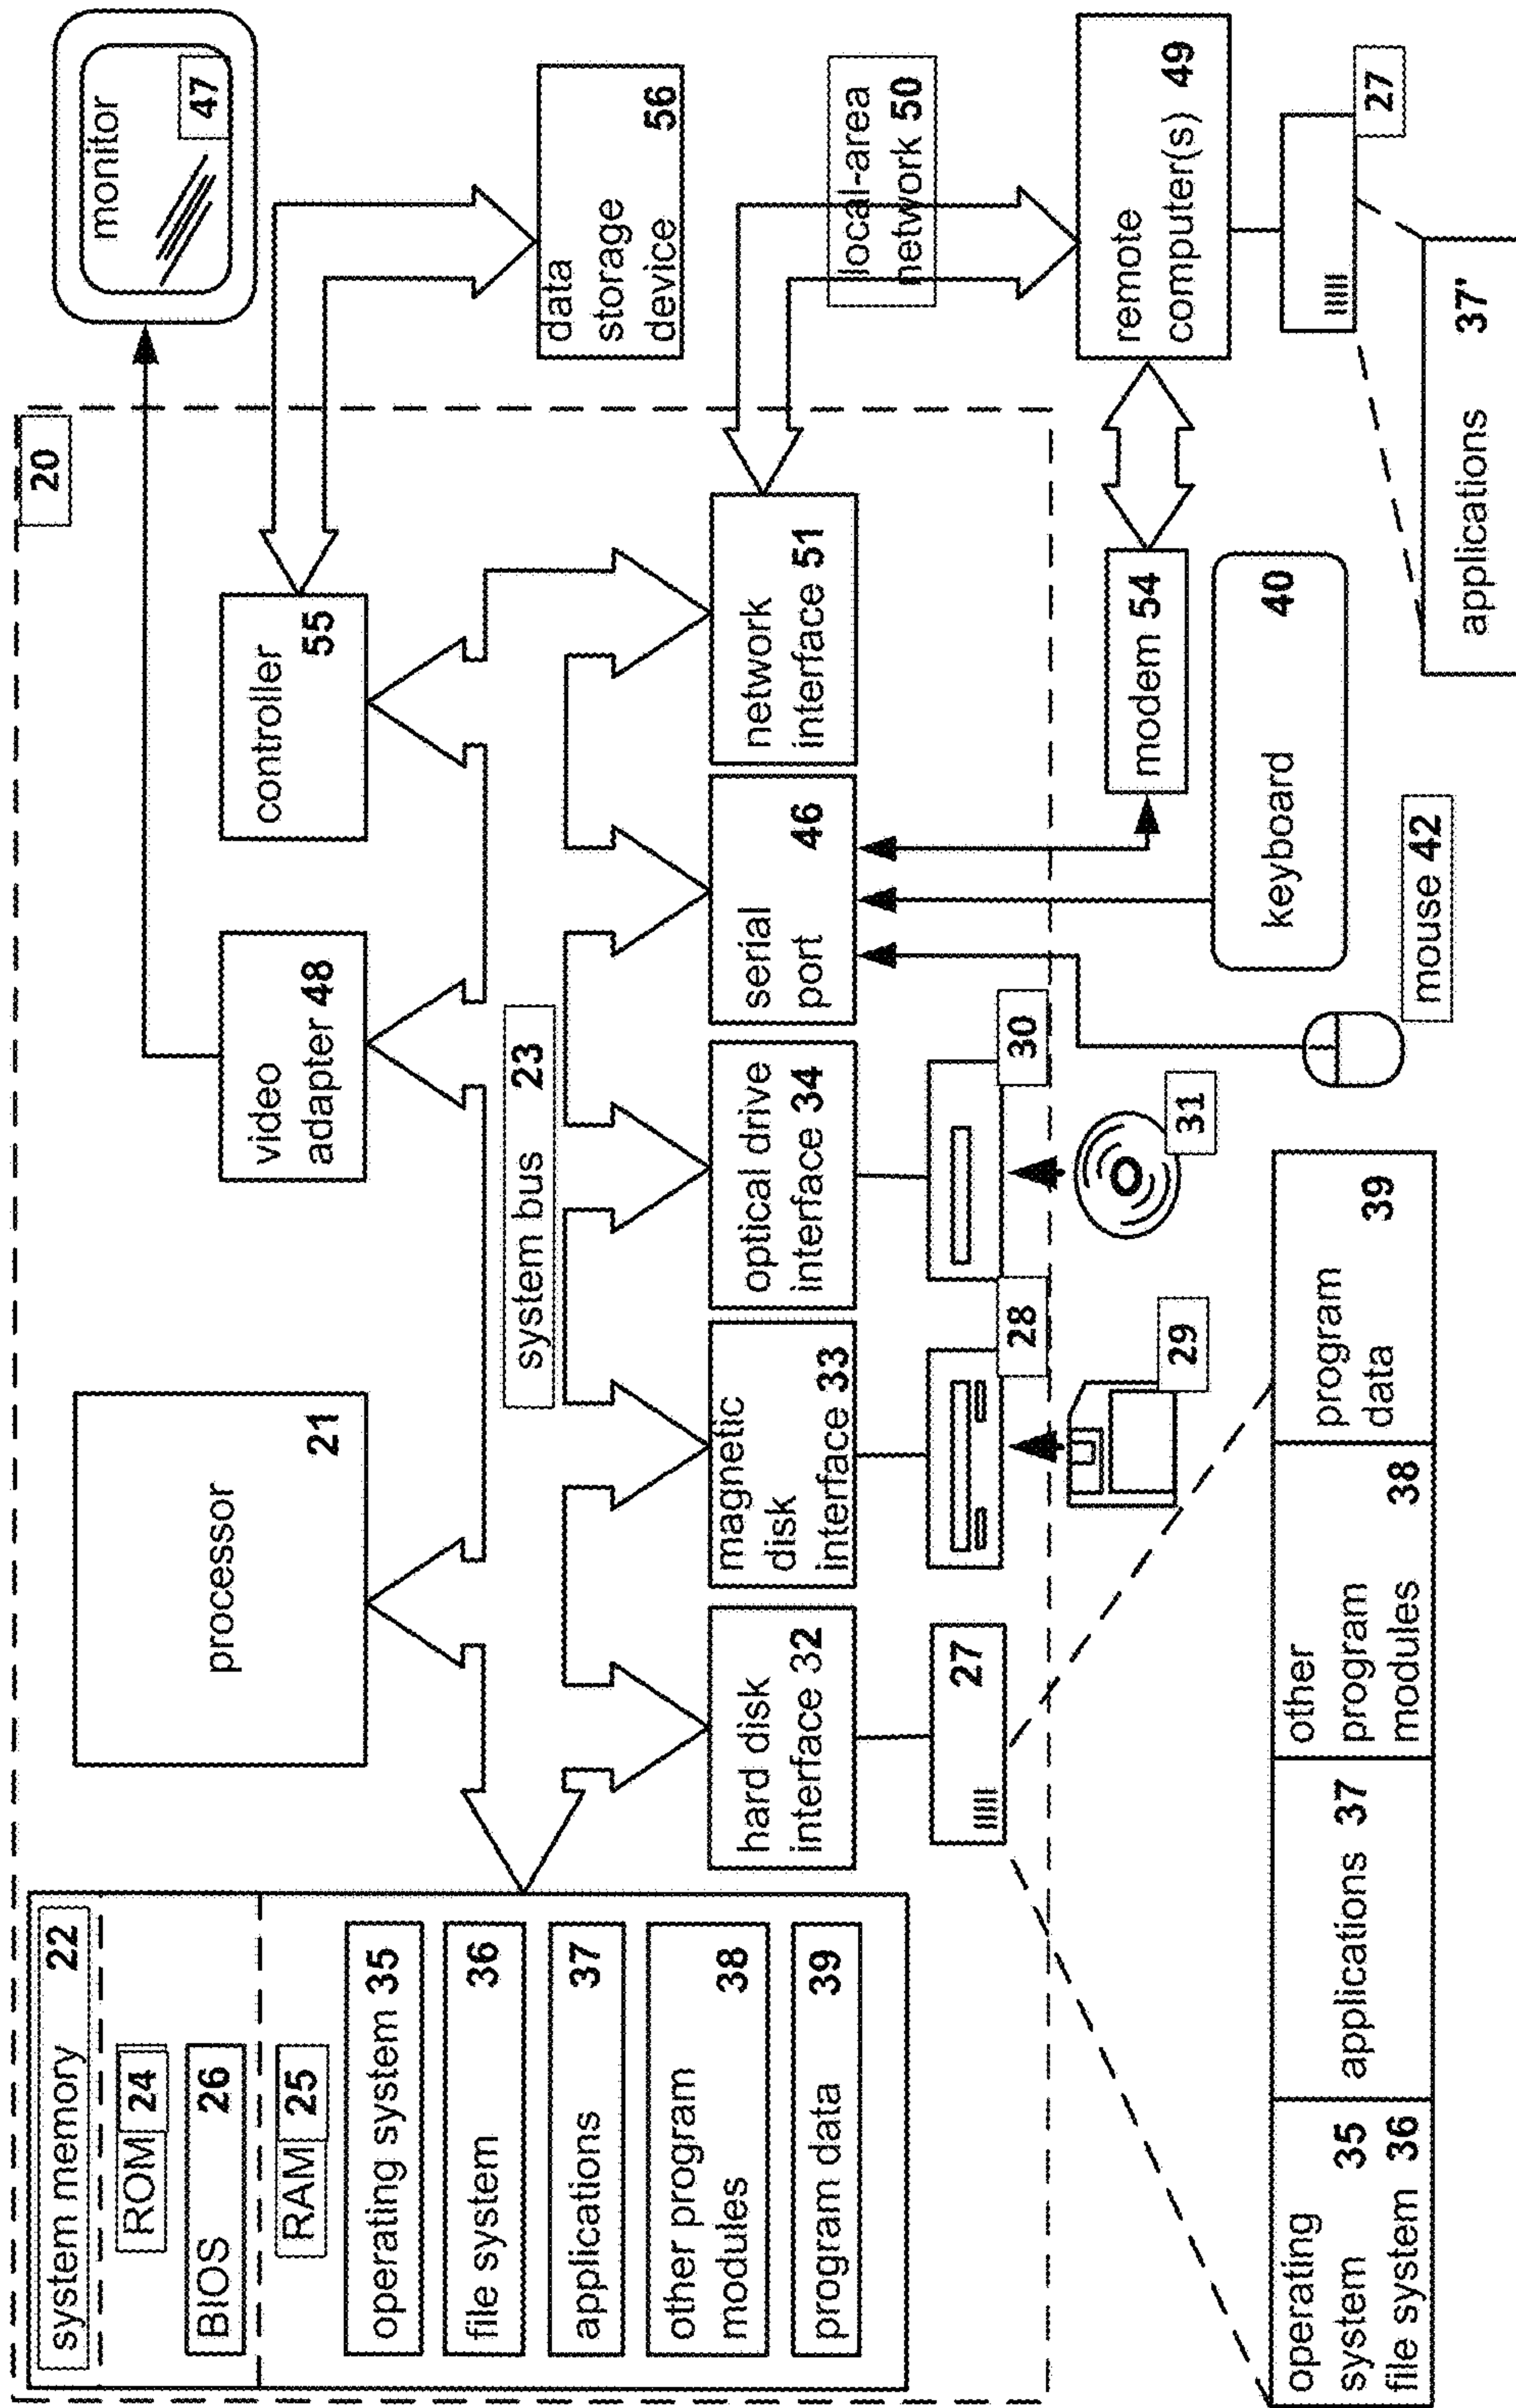 system memory 22
ROM 24
BIOS 26
RAM 25
operating system 35
file system 36
applications 37
other program
modules 38
program data 39
processor
21
video
adapter 48
controller
55
20
monitor
47
system bus 23
data
storage
device 56
hard disk
interface 32
magnetic
disk
interface 33
optical drive
interface 34
serial
port 46
network
interface 51
local-area
network 50
27
28
30
29
31
modem 54
remote
computer(s) 49
keyboard 40
mouse 42
27
operating
system 35
file system 36
applications 37
other
program
modules 38
program
data 39
applications 37'